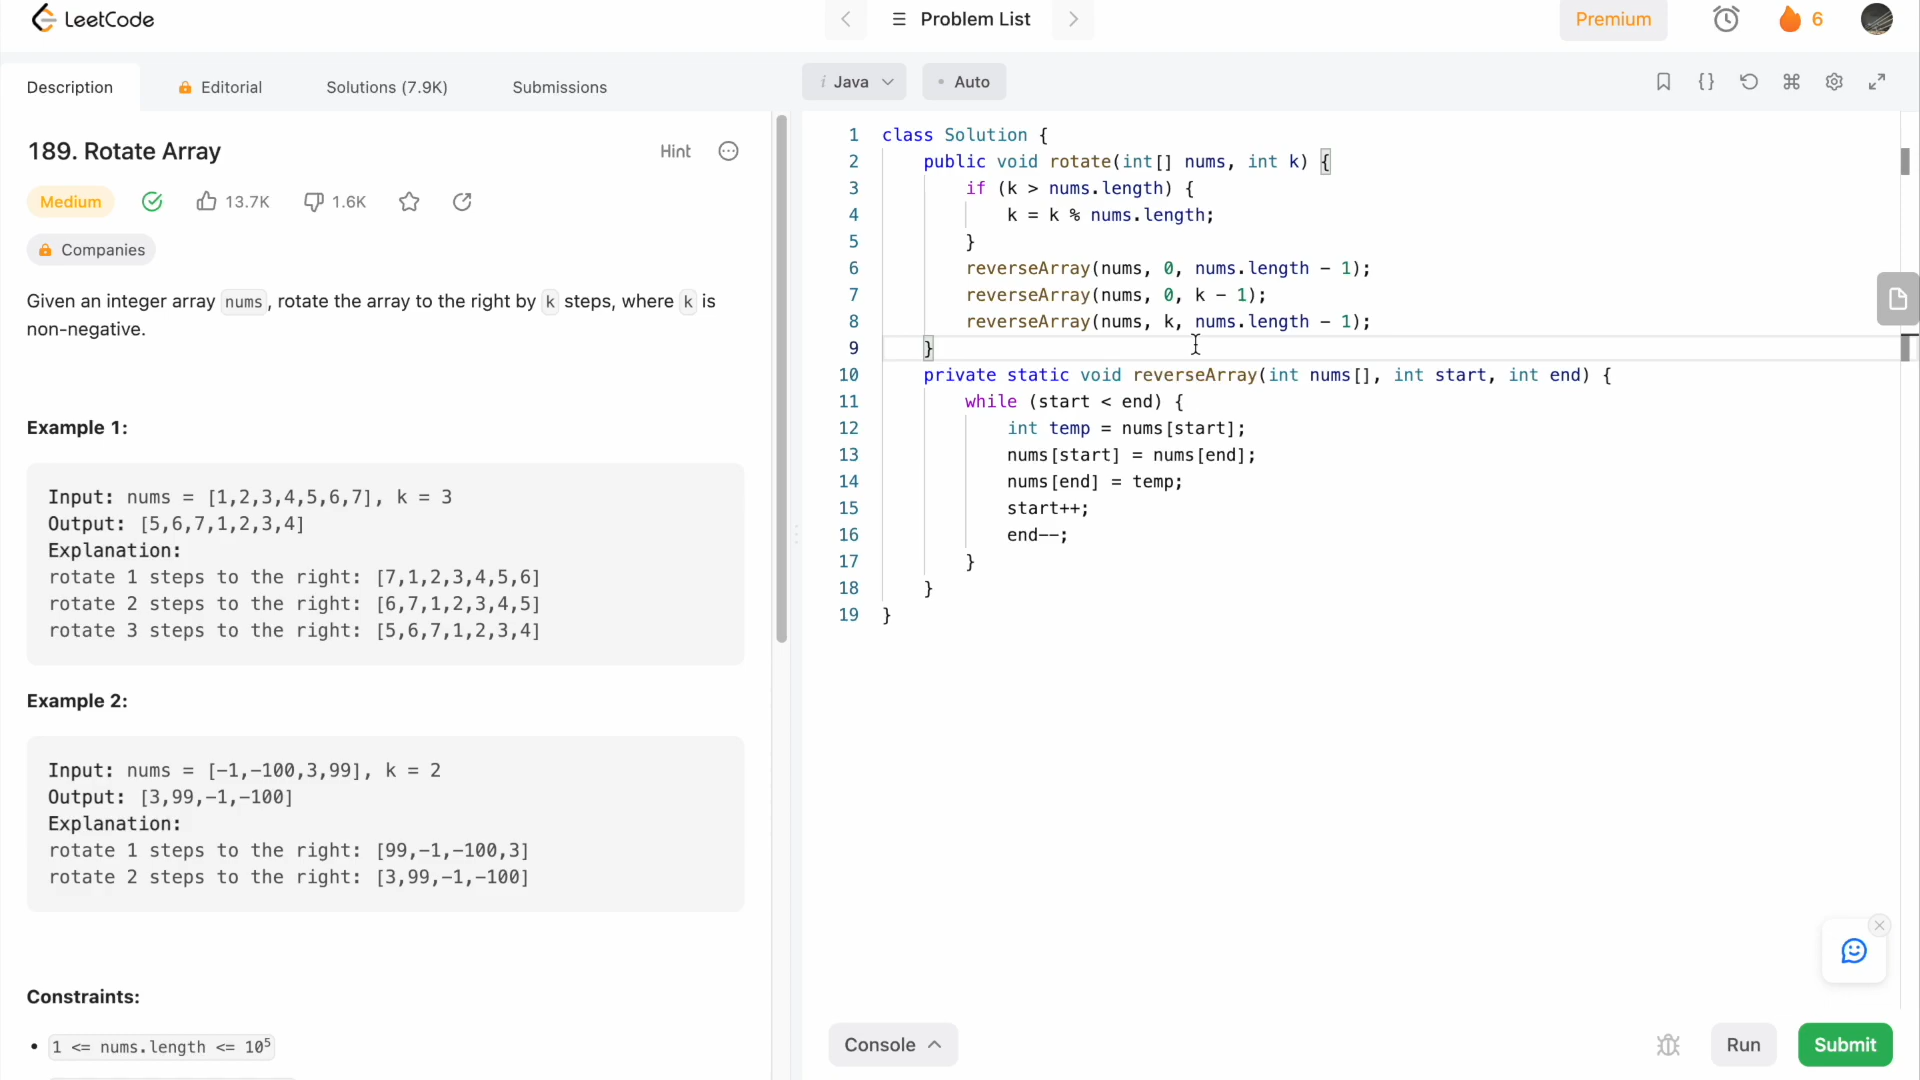 LeetCode
Problem List
Premium
6
Description
Editorial
Solutions (7.9K)
Submissions
189. Rotate Array
Hint
Medium
13.7K
1.6K
Companies
Given an integer array nums, rotate the array to the right by k steps, where k is
non-negative.
Example 1:
Input: nums = [1,2,3,4,5,6,7], k = 3
Output: [5,6,7,1,2,3,4]
Explanation:
rotate 1 steps to the right: [7,1,2,3,4,5,6]
rotate 2 steps to the right: [6,7,1,2,3,4,5]
rotate 3 steps to the right: [5,6,7,1,2,3,4]
Example 2:
Input: nums = [-1,-100,3,99], k = 2
Output: [3,99,-1,-100]
Explanation:
rotate 1 steps to the right: [99,-1,-100,3]
rotate 2 steps to the right: [3,99,-1,-100]
Constraints:
• 1 <= nums.length <= 10⁵
i Java
• Auto
{}
1 class Solution {
2     public void rotate(int[] nums, int k) {
3         if (k > nums.length) {
4             k = k % nums.length;
5         }
6         reverseArray(nums, 0, nums.length - 1);
7         reverseArray(nums, 0, k - 1);
8         reverseArray(nums, k, nums.length - 1);
9     }
10     private static void reverseArray(int nums[], int start, int end) {
11         while (start < end) {
12             int temp = nums[start];
13             nums[start] = nums[end];
14             nums[end] = temp;
15             start++;
16             end--;
17         }
18     }
19 }
Console
Run
Submit